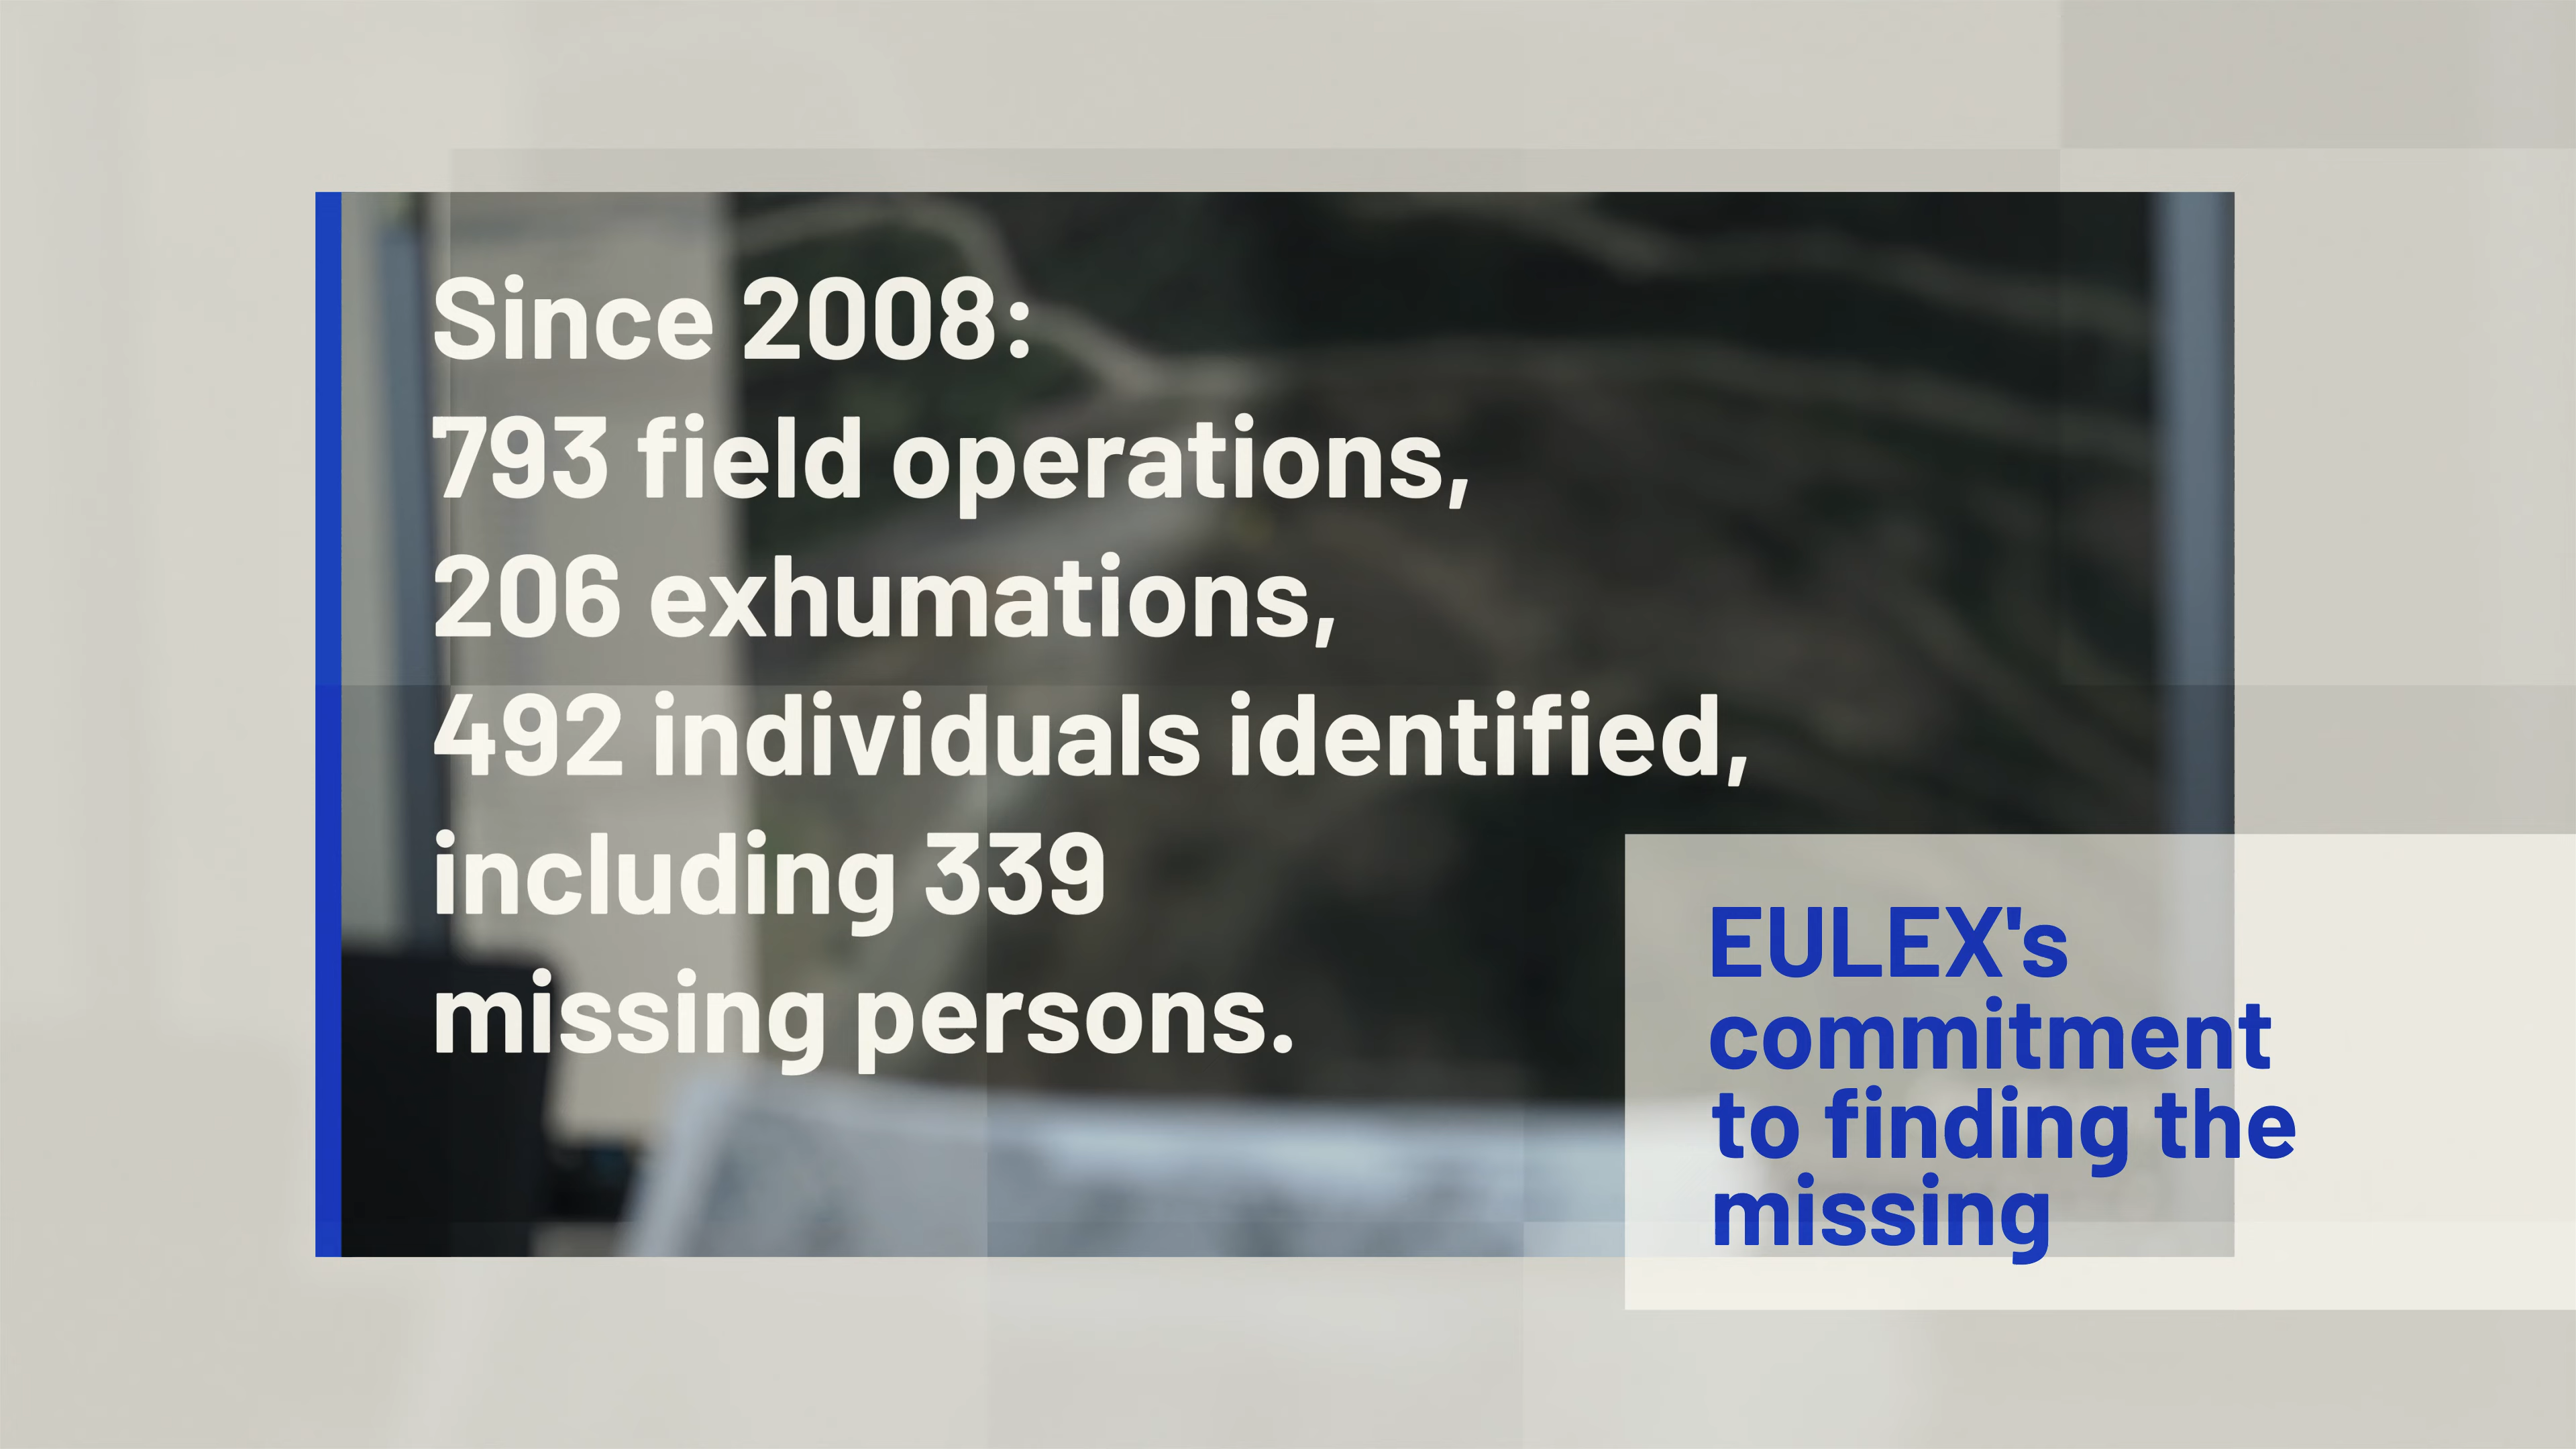 Since 2008:
793 field operations,
206 exhumations,
492 individuals identified,
including 339
missing persons.
EULEX's
commitment
to finding the
missing